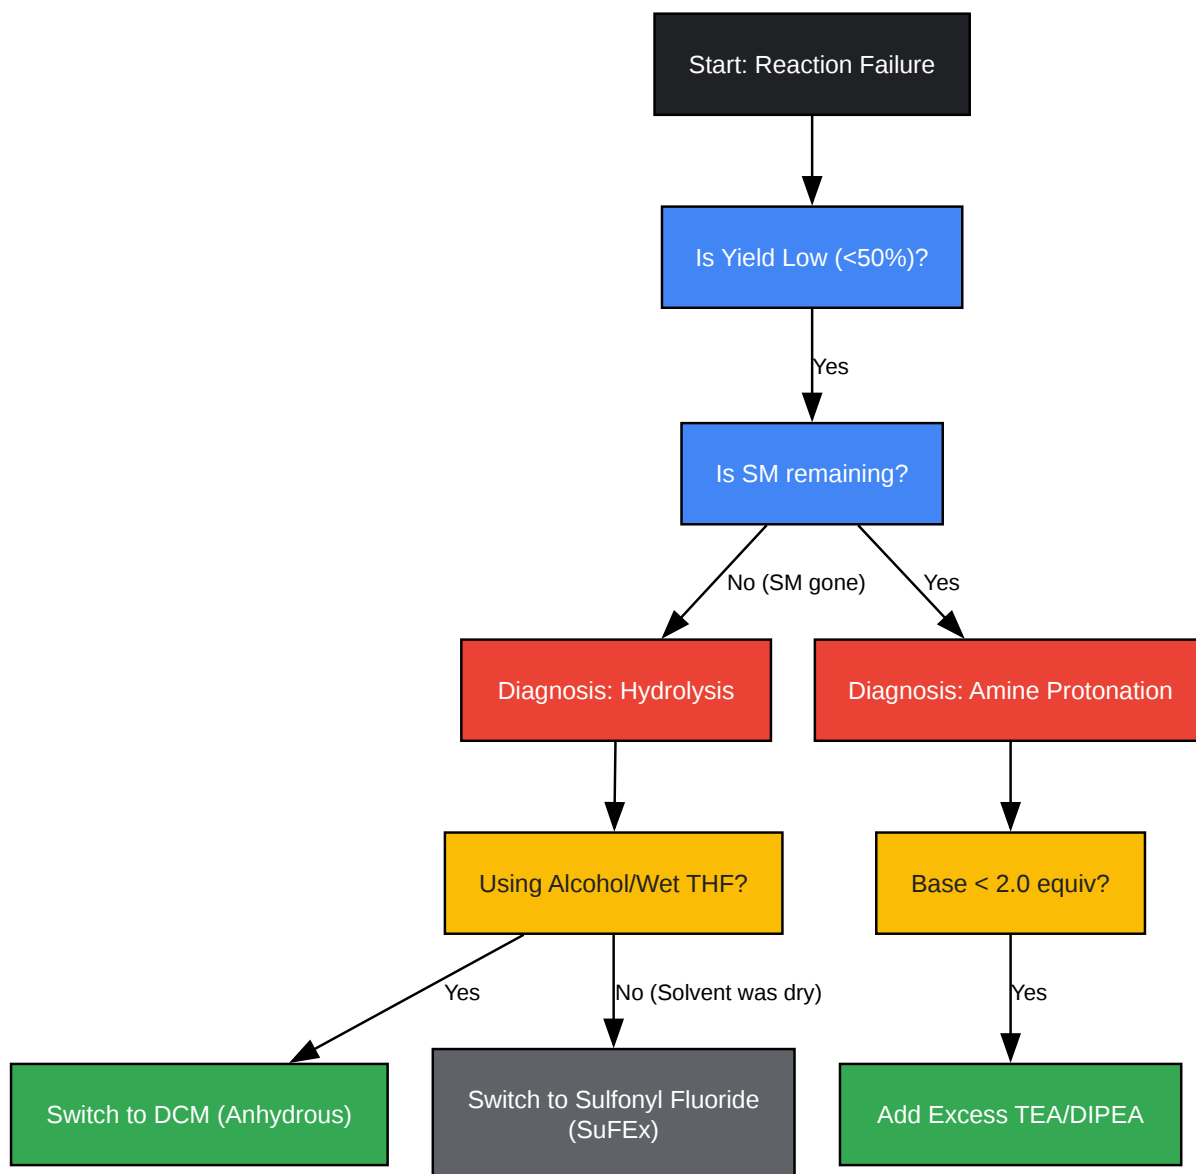 Start: Reaction Failure
Is Yield Low (<50%)?
Yes
Is SM remaining?
No (SM gone)
Yes
Diagnosis: Hydrolysis
Diagnosis: Amine Protonation
Using Alcohol/Wet THF?
Base < 2.0 equiv?
Yes
No (Solvent was dry)
Yes
Switch to DCM (Anhydrous)
Switch to Sulfonyl Fluoride
(SuFEx)
Add Excess TEA/DIPEA